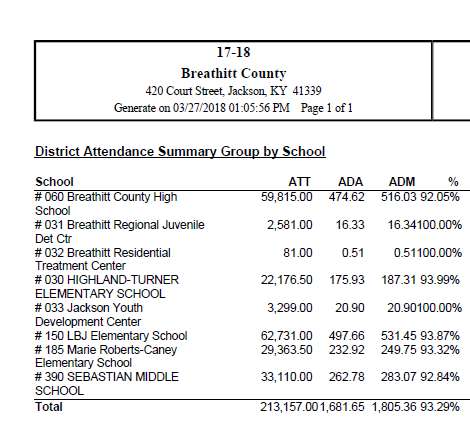 17-18
Breathitt County
420 Court Street, Jackson, KY 41339
Generate on 03/27/2018 01:05:56 PM Page 1 of 1
District Attendance Summary Group by School
School ATT ADA ADM %
# 060 Breathitt County High 59,815.00 474.62 516.03 92.05%
School
# 031 Breathitt Regional Juvenile 2,581.00 16.33 16.34100.00%
Det Ctr
# 032 Breathitt Residential 81.00 0.51 0.51100.00%
Treatment Center
# 030 HIGHLAND-TURNER 22,176.50 175.93 187.31 93.99%
ELEMENTARY SCHOOL
# 033 Jackson Youth 3,299.00 20.90 20.90100.00%
Development Center
# 150 LBJ Elementary School 62,731.00 497.66 531.45 93.87%
# 185 Marie Roberts-Caney 29,363.50 232.92 249.75 93.32%
Elementary School
# 390 SEBASTIAN MIDDLE 33,110.00 262.78 283.07 92.84%
SCHOOL
Total 213,157.001,681.65 1,805.36 93.29%